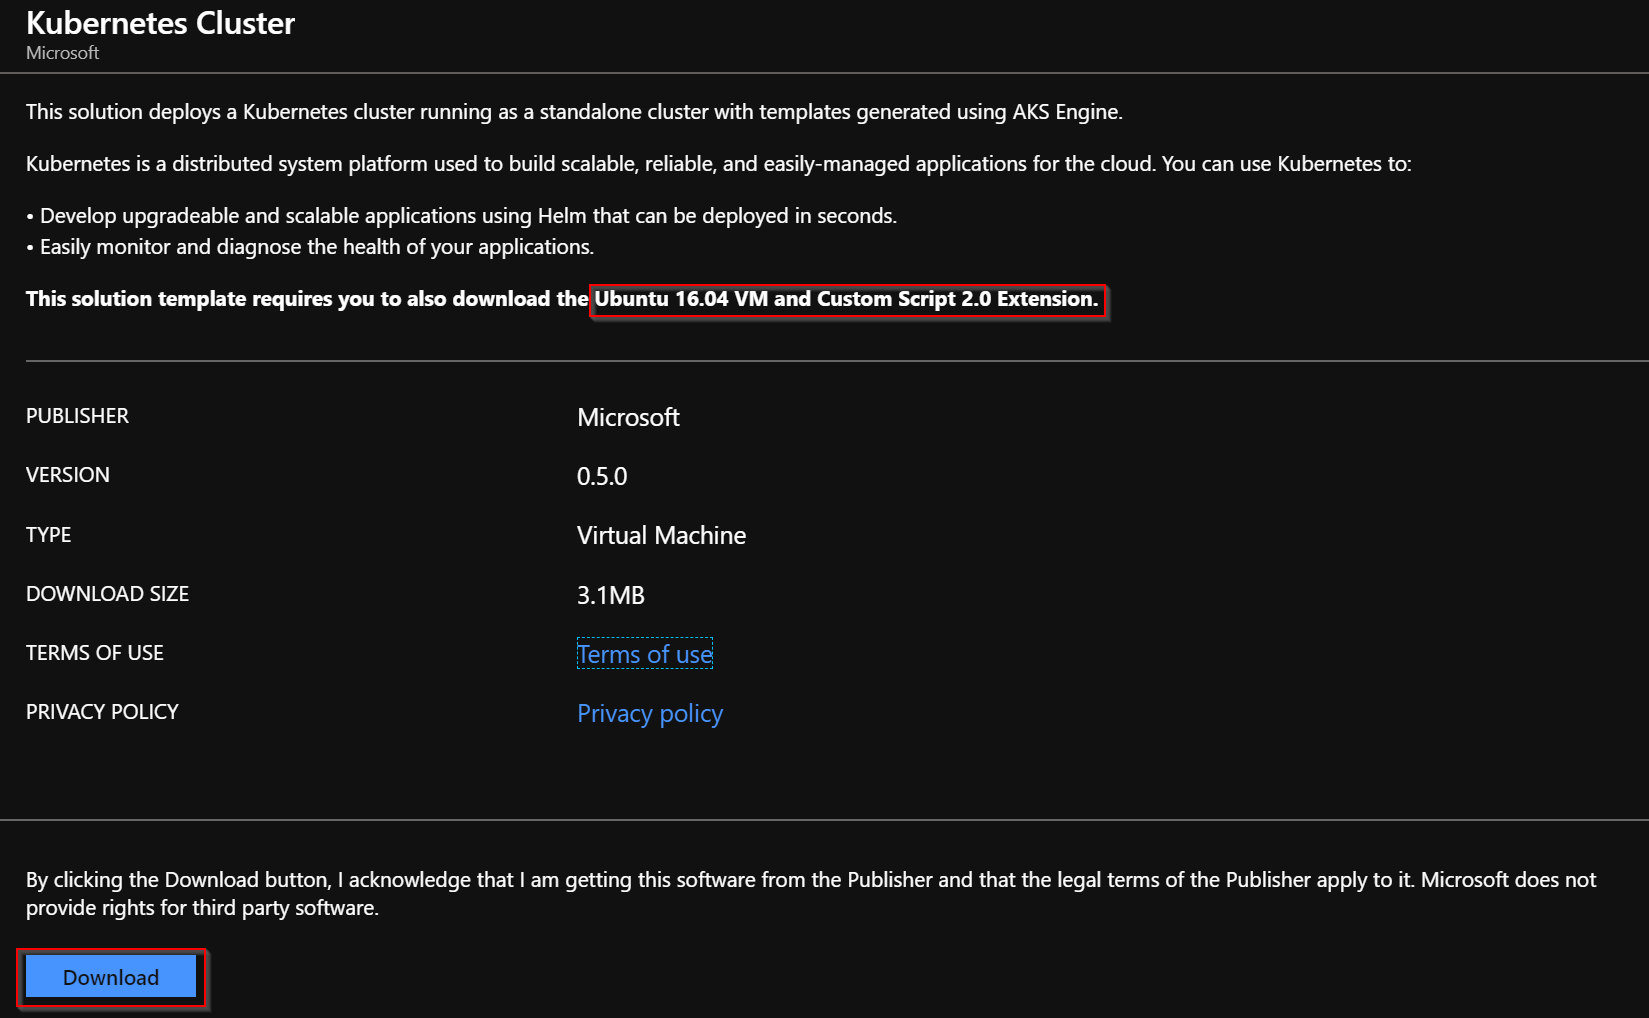 Kubernetes Cluster
Microsoft
This solution deploys a Kubernetes cluster running as a standalone cluster with templates generated using AKS Engine.
Kubernetes is a distributed system platform used to build scalable, reliable, and easily-managed applications for the cloud. You can use Kubernetes to:
• Develop upgradeable and scalable applications using Helm that can be deployed in seconds.
• Easily monitor and diagnose the health of your applications.
This solution template requires you to also download the Ubuntu 16.04 VM and Custom Script 2.0 Extension.
PUBLISHER Microsoft
VERSION 0.5.0
TYPE Virtual Machine
DOWNLOAD SIZE 3.1MB
TERMS OF USE Terms of use
PRIVACY POLICY Privacy policy
By clicking the Download button, I acknowledge that I am getting this software from the Publisher and that the legal terms of the Publisher apply to it. Microsoft does not
provide rights for third party software.
Download